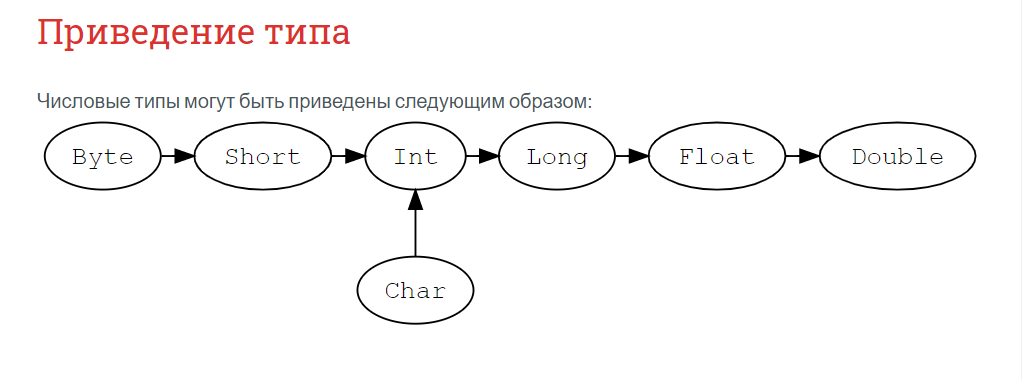 Приведение типа
Числовые типы могут быть приведены следующим образом:
Byte Short Int Long Float Double
Char